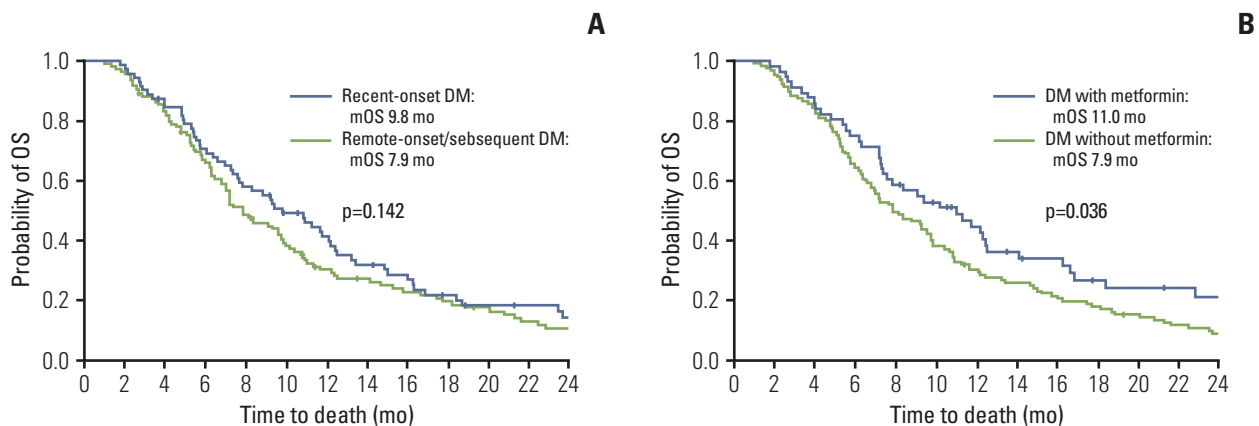 A
Probability of OS
1.0
0.8
0.6
0.4
0.2
0.0
0 2 4 6 8 10 12 14 16 18 20 22 24
Time to death (mo)
Recent-onset DM:
mOS 9.8 mo
Remote-onset/sebsequent DM:
mOS 7.9 mo
p=0.142
B
Probability of OS
1.0
0.8
0.6
0.4
0.2
0.0
0 2 4 6 8 10 12 14 16 18 20 22 24
Time to death (mo)
DM with metformin:
mOS 11.0 mo
DM without metformin:
mOS 7.9 mo
p=0.036